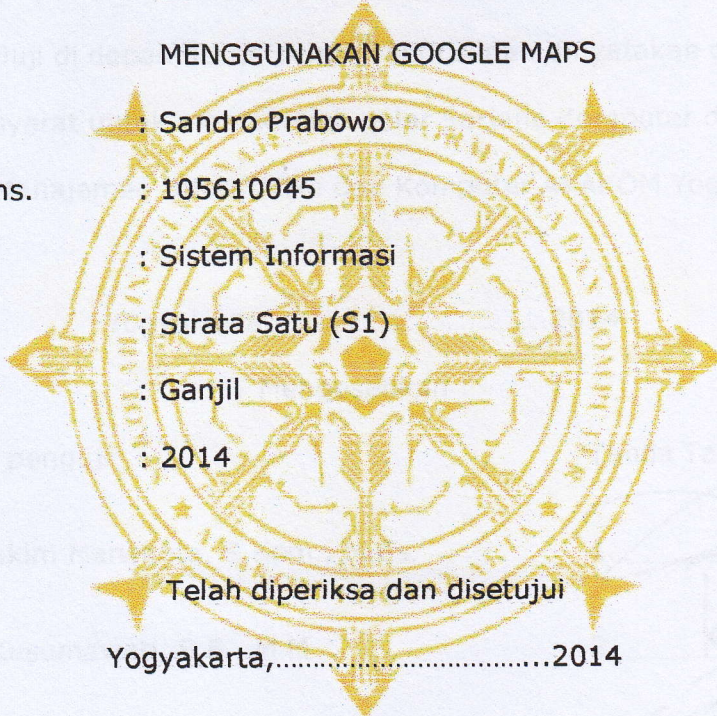 MENGGUNAKAN GOOGLE MAPS
: Sandro Prabowo
ns. : 105610045
: Sistem Informasi
: Strata Satu (S1)
: Ganjil
: 2014
Telah diperiksa dan disetujui
Yogyakarta,..................................2014